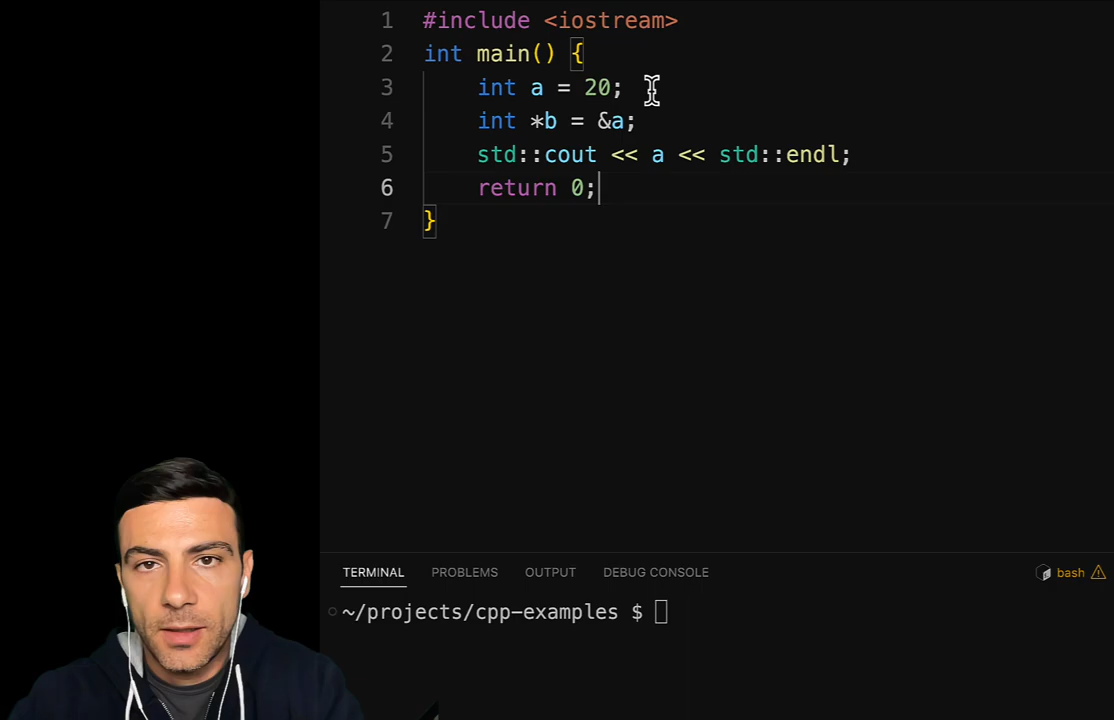 1 #include <iostream>
2 int main() {
3 int a = 20;
4 int *b = &a;
5 std::cout << a << std::endl;
6 return 0;
7 }
TERMINAL PROBLEMS OUTPUT DEBUG CONSOLE bash
~/projects/cpp-examples $